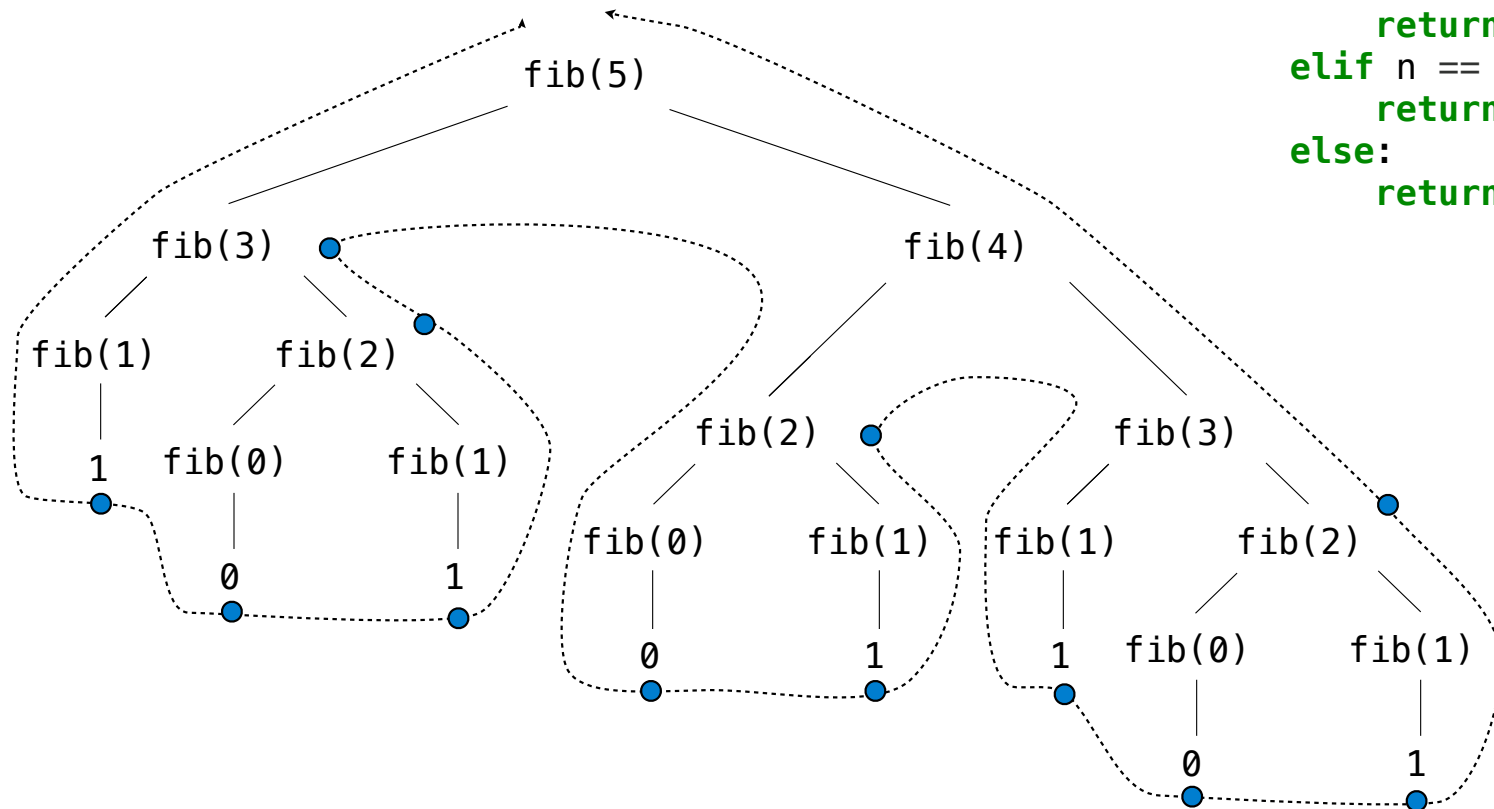 return
fib(5)
elif n ==
return
else:
return
fib(3) fib(4)
fib(1) fib(2)
fib(2) fib(3)
1 fib(0) fib(1)
fib(0) fib(1) fib(1) fib(2)
0 1
0 1 1 fib(0) fib(1)
0 1